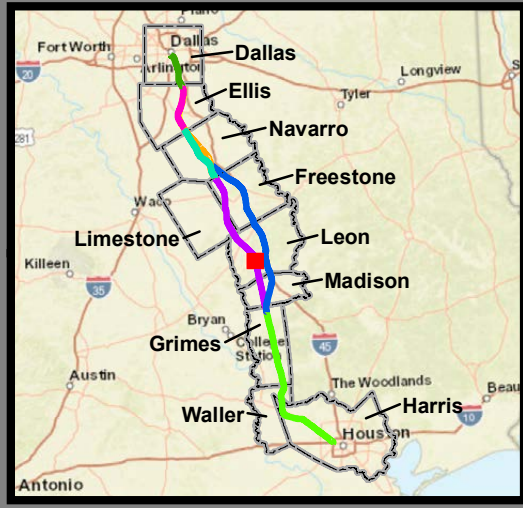 Plano
Fort Worth
Dallas
Dallas
Arlington
20
Ellis
Longview
Tyler
Navarro
281
Freestone
Waco
Limestone
Leon
Killeen
Madison
35
Bryan
Grimes
College
Station
45
Austin
The Woodlands
Beau
Waller
Harris
10
Houston
Antonio